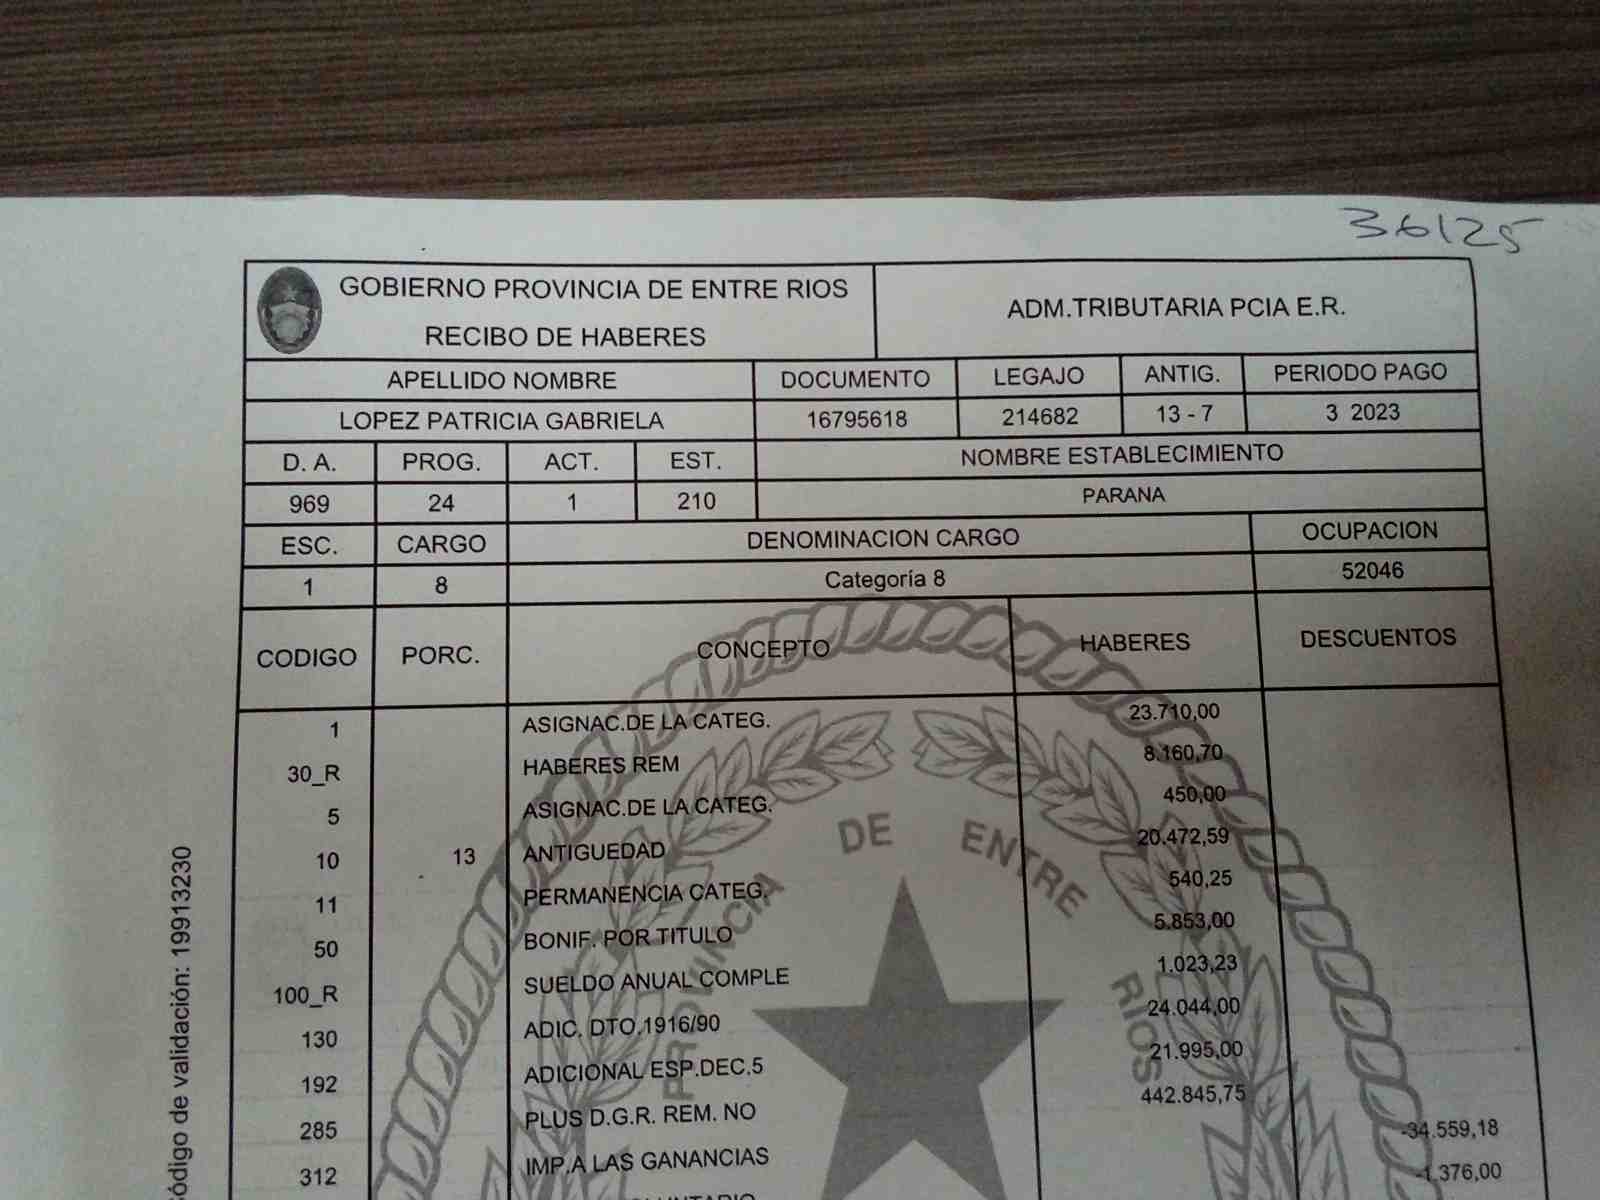 36125
GOBIERNO PROVINCIA DE ENTRE RIOS
RECIBO DE HABERES
ADM.TRIBUTARIA PCIA E.R.
APELLIDO NOMBRE DOCUMENTO LEGAJO ANTIG. PERIODO PAGO
LOPEZ PATRICIA GABRIELA 16795618 214682 13 - 7 3 2023
D. A. PROG. ACT. EST. NOMBRE ESTABLECIMIENTO
969 24 1 210 PARANA
ESC. CARGO DENOMINACION CARGO OCUPACION
1 8 Categoría 8 52046
CODIGO PORC. CONCEPTO HABERES DESCUENTOS
1 ASIGNAC.DE LA CATEG. 23.710,00
30_R HABERES REM 8.160,70
5 ASIGNAC.DE LA CATEG. 450,00
10 13 ANTIGUEDAD 20.472,59
11 PERMANENCIA CATEG. 540,25
50 BONIF. POR TITULO 5.853,00
100_R SUELDO ANUAL COMPLE 1.023,23
130 ADIC. DTO.1916/90 24.044,00
192 ADICIONAL ESP.DEC.5 21.995,00
285 PLUS D.G.R. REM. NO 442.845,75
312 IMP.A LAS GANANCIAS -34.559,18
-1.376,00
PROVINCIA DE ENTRE RIOS
ódigo de validación: 19913230